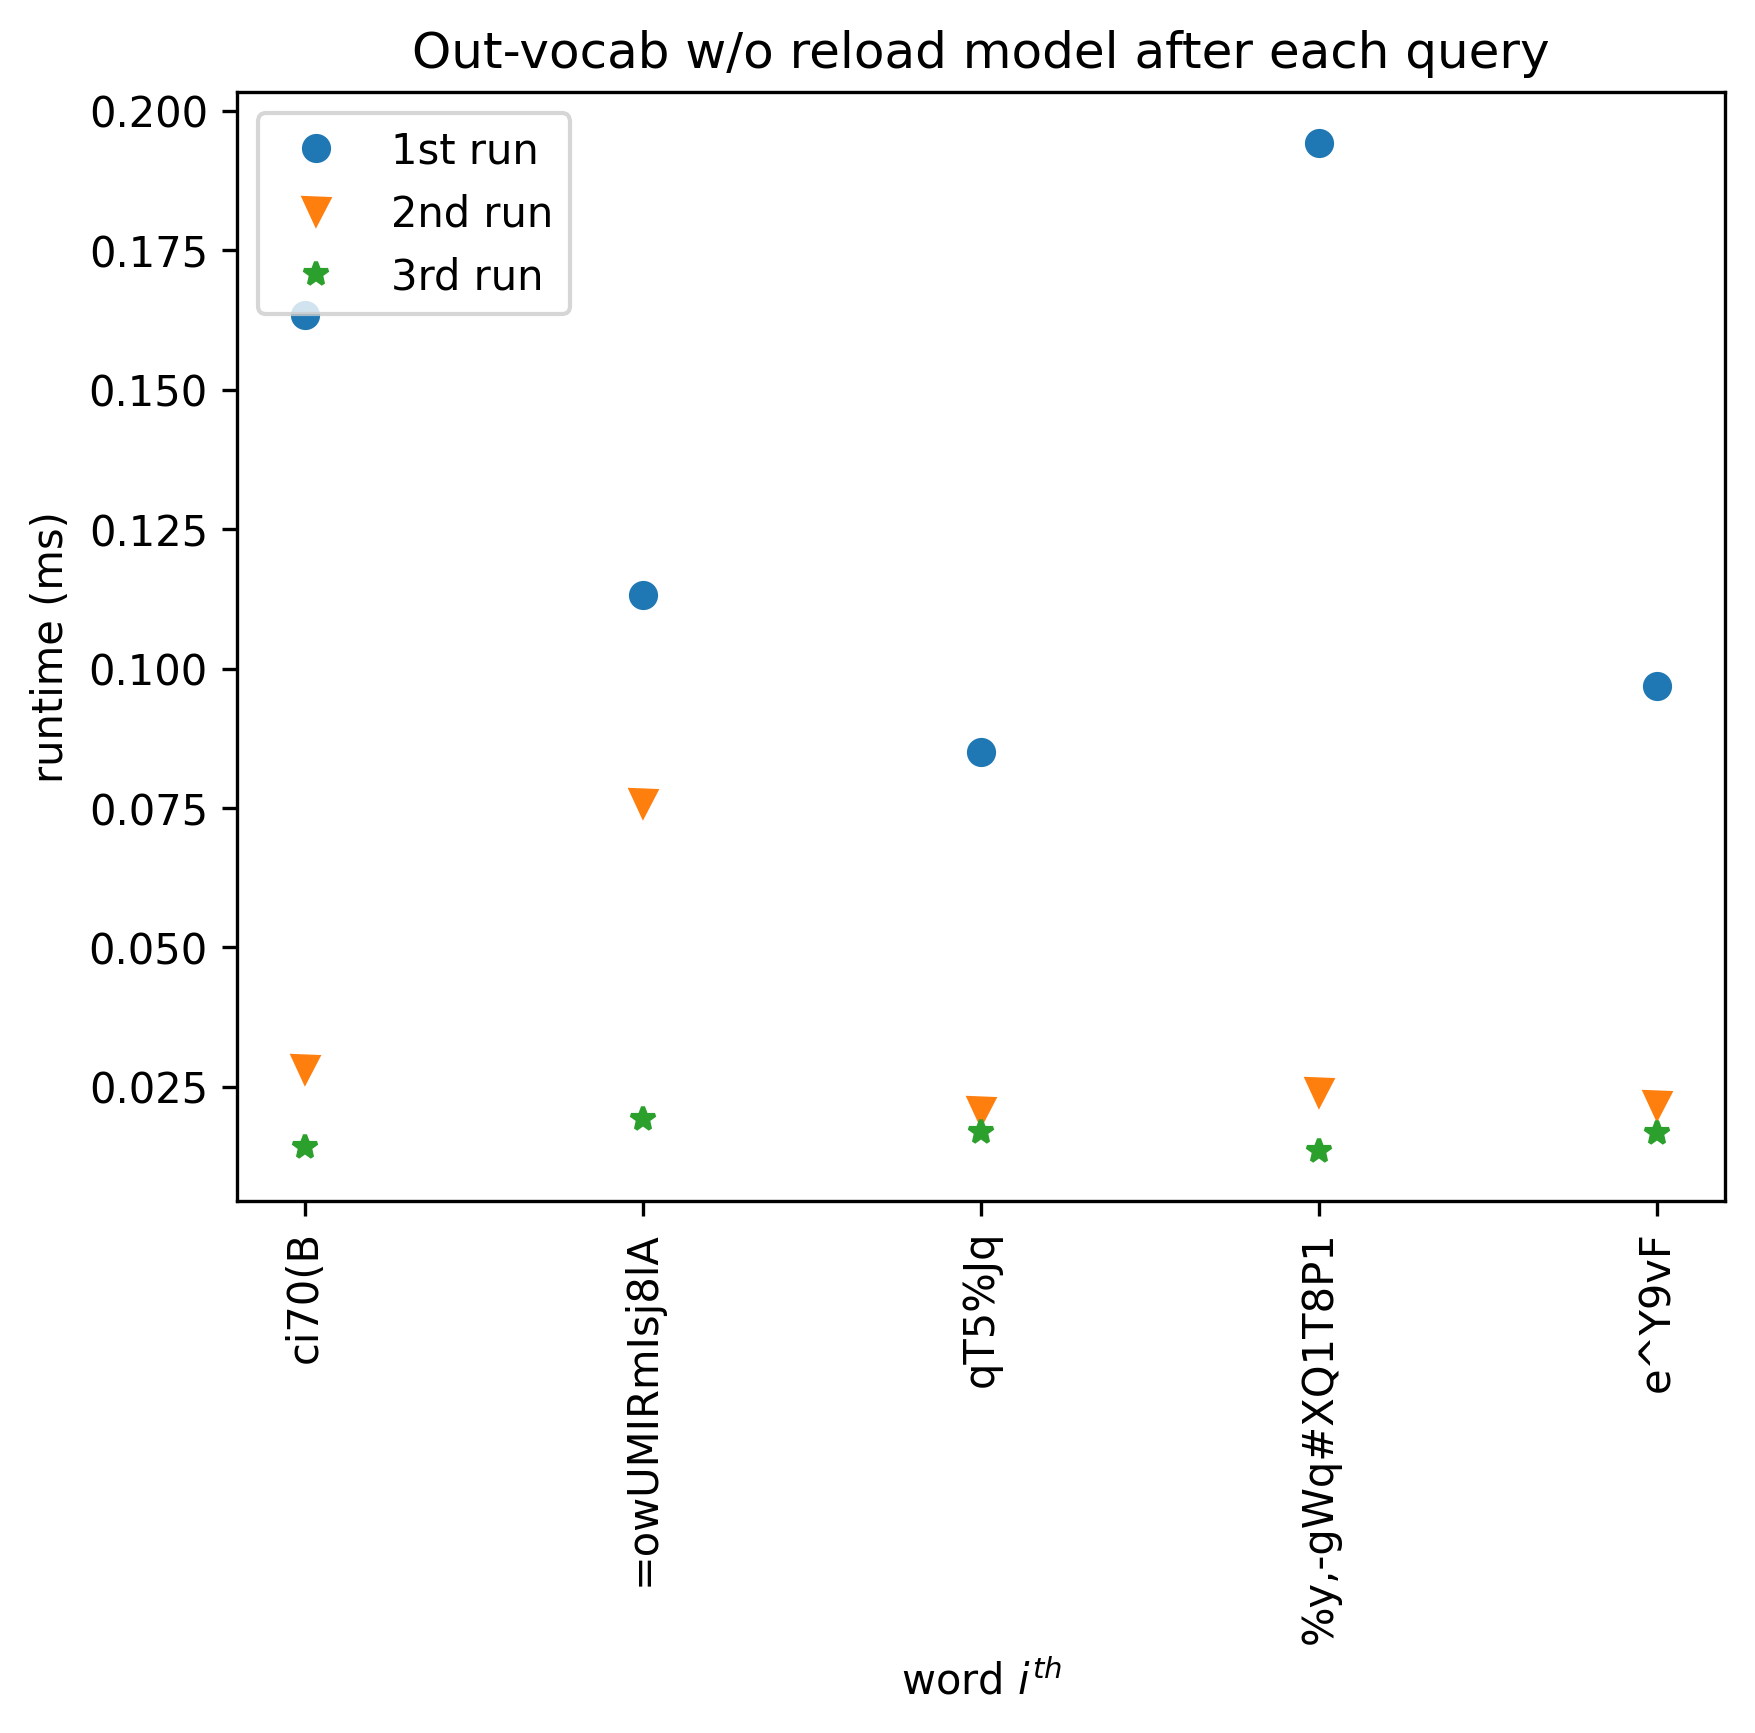 Out-vocab w/o reload model after each query
1st run
2nd run
3rd run
0.200
0.175
0.150
0.125
0.100
0.075
0.050
0.025
runtime (ms)
ci70(B
=owUMIRmIsj8lA
qT5%Jq
%y,-gWq#XQ1T8P1
e^Y9vF
word i^th